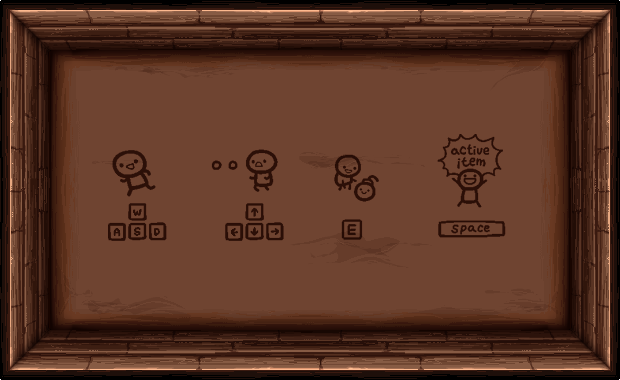 active
item
W
A S D
↑
← ↓ →
E
space